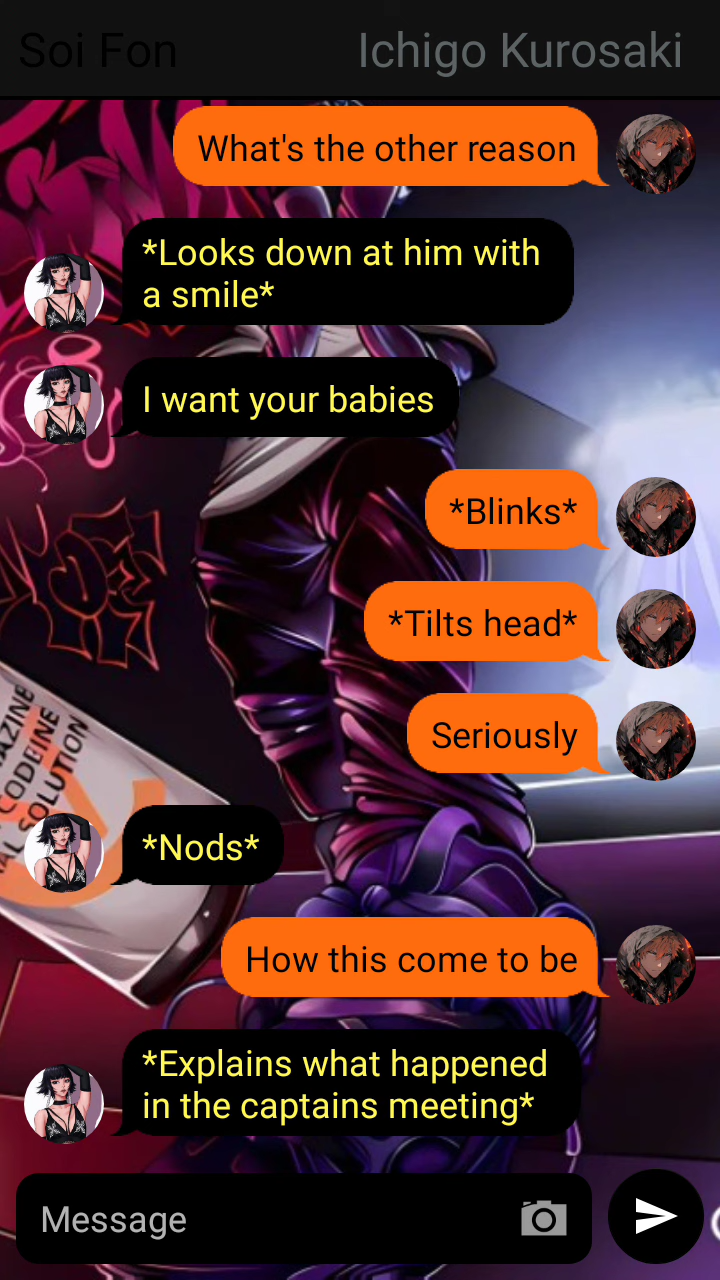 Soi Fon
Ichigo Kurosaki
What's the other reason
*Looks down at him with
a smile*
I want your babies
*Blinks*
*Tilts head*
Seriously
*Nods*
How this come to be
AZINE
CODEINE
SOLUTION
*Explains what happened
in the captains meeting*
Message